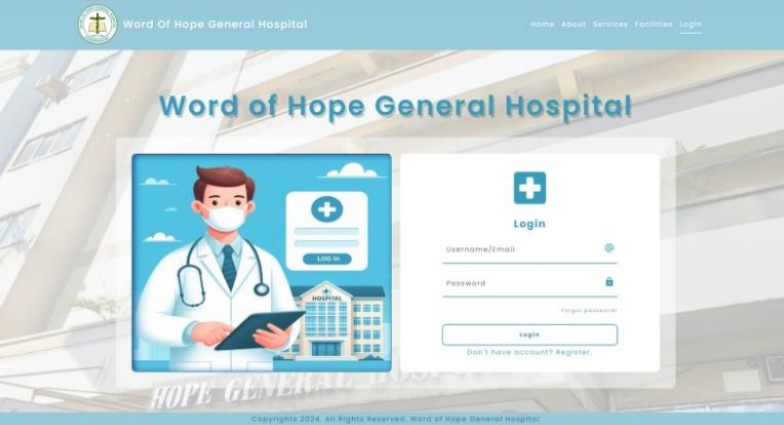 Word Of Hope General Hospital
Home About Services Facilities Login
Word of Hope General Hospital
LOG in
HOSPITAL
Login
Username/Email
Password
Forgot password?
Login
Don't have account? Register.
HOPE GENERAL
Copyrights 2024. All Rights Reserved. Word of Hope General Hospital